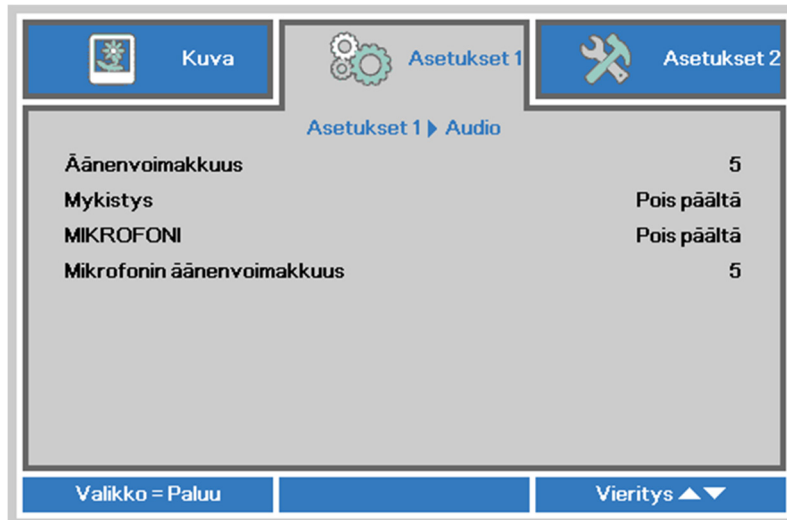 Kuva Asetukset 1 Asetukset 2
Asetukset 1 ▶ Audio
Äänenvoimakkuus 5
Mykistys Pois päältä
MIKROFONI Pois päältä
Mikrofonin äänenvoimakkuus 5
Valikko = Paluu Vieritys ▲▼